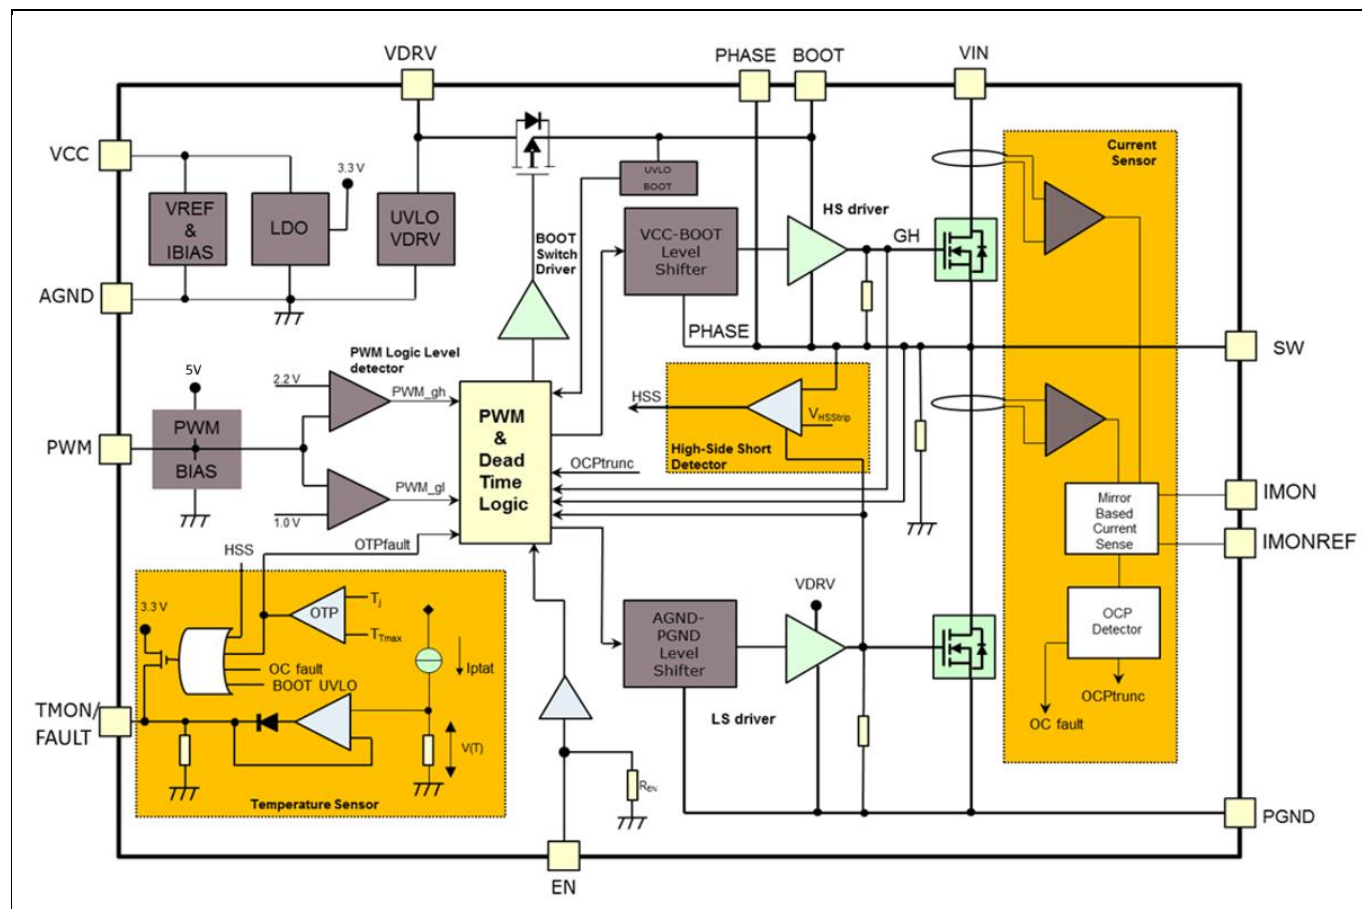 VDRV
PHASE
BOOT
VIN
VCC
3.3 V
VREF
&
IBIAS
LDO
UVLO
VDRV
UVLO
BOOT
Current
Sensor
BOOT
Switch
Driver
VCC-BOOT
Level
Shifter
HS driver
GH
AGND
PHASE
SW
PWM Logic Level
detector
5V
2.2 V
PWM_gh
PWM
PWM
BIAS
1.0 V
PWM_gl
PWM
&
Dead
Time
Logic
HSS
VHSStrip
High-Side Short
Detector
OCPtrunc
OTPfault
IMON
IMONREF
Mirror
Based
Current
Sense
OCP
Detector
OCPtrunc
OC fault
HSS
3.3 V
OTP
Tj
TTmax
OC fault
BOOT UVLO
Iptat
TMON/
FAULT
V(T)
Temperature Sensor
VDRV
AGND-
PGND
Level
Shifter
LS driver
REN
PGND
EN